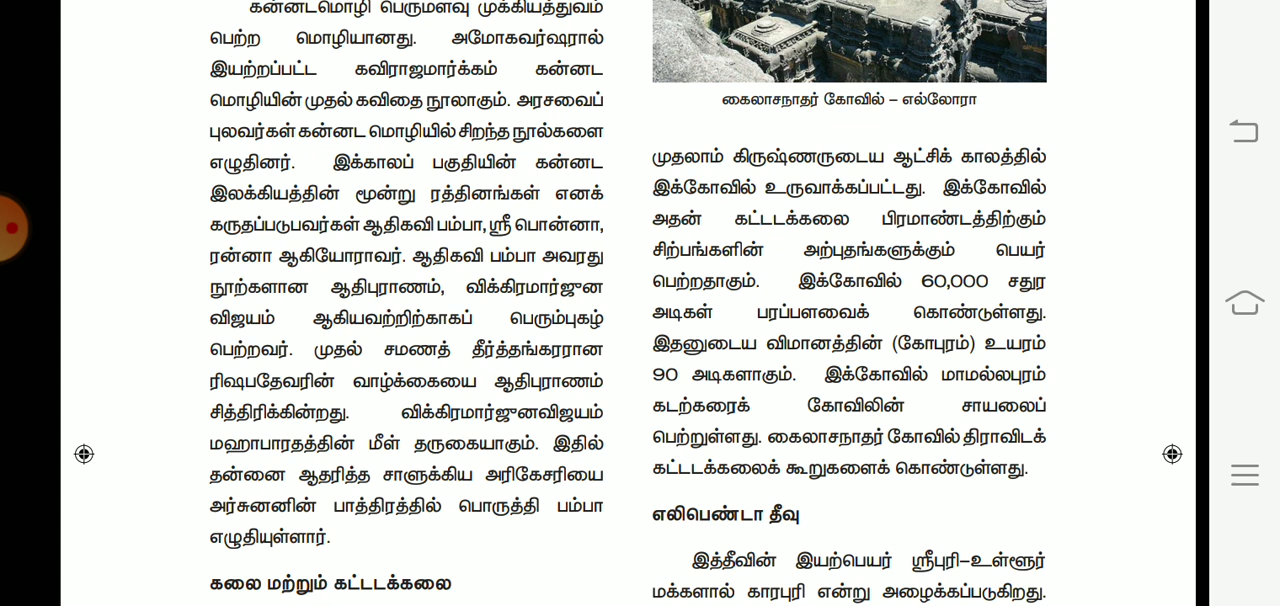 கன்னடமொழி பெருமளவு முக்கியத்துவம்
பெற்ற மொழியானது. அமோகவர்ஷரால்
இயற்றப்பட்ட கவிராஜமார்க்கம் கன்னட
மொழியின் முதல் கவிதை நூலாகும். அரசவைப்
புலவர்கள் கன்னட மொழியில் சிறந்த நூல்களை
எழுதினர். இக்காலப் பகுதியின் கன்னட
இலக்கியத்தின் மூன்று ரத்தினங்கள் எனக்
கருதப்படுபவர்கள் ஆதிகவி பம்பா, ஸ்ரீ பொன்னா,
ரன்னா ஆகியோராவர். ஆதிகவி பம்பா அவரது
நூற்களான ஆதிபுராணம், விக்கிரமார்ஜுன
விஜயம் ஆகியவற்றிற்காகப் பெரும்புகழ்
பெற்றவர். முதல் சமணத் தீர்த்தங்கரரான
ரிஷபதேவரின் வாழ்க்கையை ஆதிபுராணம்
சித்திரிக்கின்றது. விக்கிரமார்ஜுனவிஜயம்
மஹாபாரதத்தின் மீள் தருகையாகும். இதில்
தன்னை ஆதரித்த சாளுக்கிய அரிகேசரியை
அர்சுனனின் பாத்திரத்தில் பொருத்தி பம்பா
எழுதியுள்ளார்.
கலை மற்றும் கட்டடக்கலை
கைலாசநாதர் கோவில் – எல்லோரா
முதலாம் கிருஷ்ணருடைய ஆட்சிக் காலத்தில்
இக்கோவில் உருவாக்கப்பட்டது. இக்கோவில்
அதன் கட்டடக்கலை பிரமாண்டத்திற்கும்
சிற்பங்களின் அற்புதங்களுக்கும் பெயர்
பெற்றதாகும். இக்கோவில் 60,000 சதுர
அடிகள் பரப்பளவைக் கொண்டுள்ளது.
இதனுடைய விமானத்தின் (கோபுரம்) உயரம்
90 அடிகளாகும். இக்கோவில் மாமல்லபுரம்
கடற்கரைக் கோவிலின் சாயலைப்
பெற்றுள்ளது. கைலாசநாதர் கோவில் திராவிடக்
கட்டடக்கலைக் கூறுகளைக் கொண்டுள்ளது.
எலிபெண்டா தீவு
இத்தீவின் இயற்பெயர் ஸ்ரீபுரி–உள்ளூர்
மக்களால் காரபுரி என்று அழைக்கப்படுகிறது.